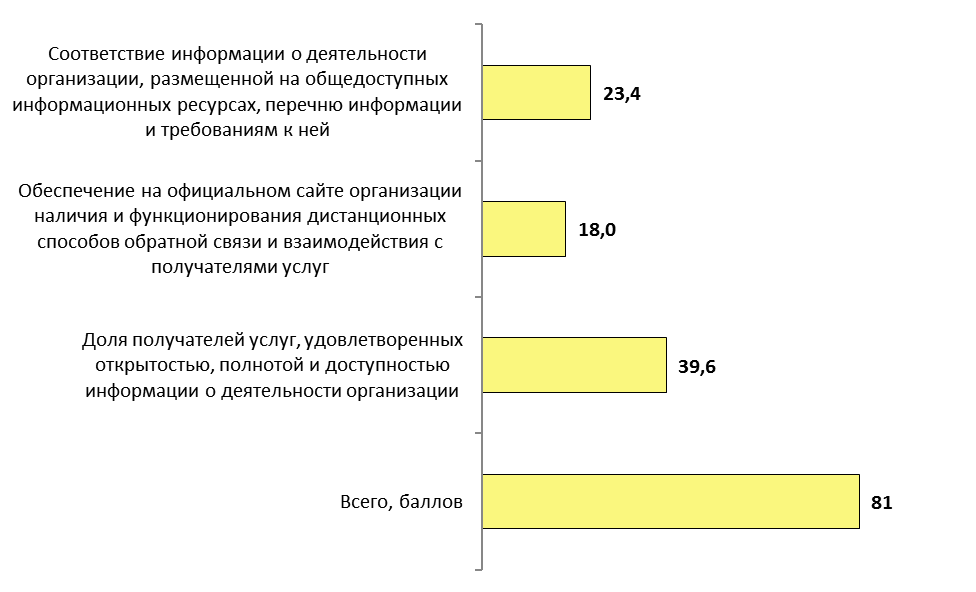 Соответствие информации о деятельности
организации, размещенной на общедоступных
информационных ресурсах, перечню информации
и требованиям к ней
23,4
Обеспечение на официальном сайте организации
наличия и функционирования дистанционных
способов обратной связи и взаимодействия с
получателями услуг
18,0
Доля получателей услуг, удовлетворенных
открытостью, полнотой и доступностью
информации о деятельности организации
39,6
Всего, баллов
81